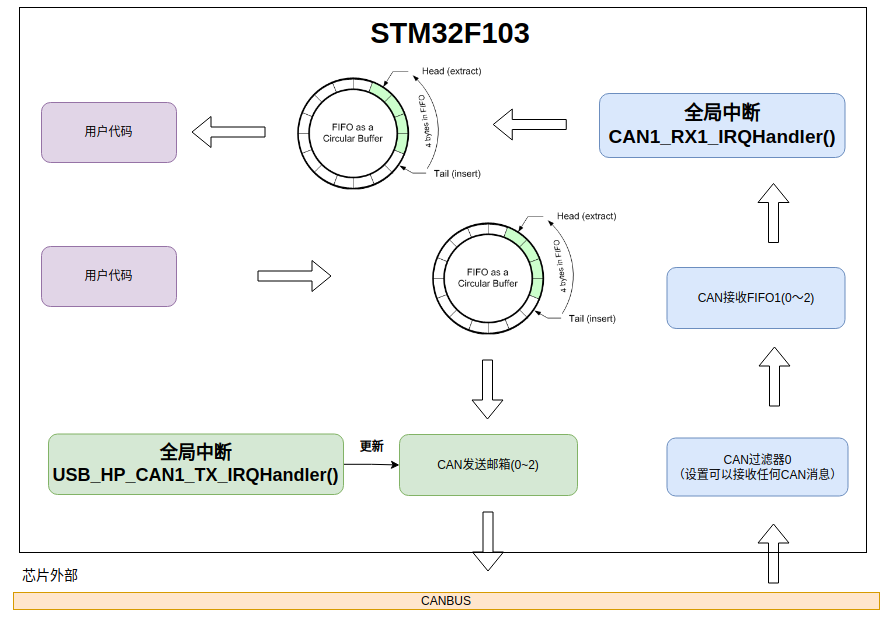 STM32F103
用户代码
FIFO as a
Circular Buffer
Head (extract)
4 bytes in FIFO
Tail (insert)
全局中断
CAN1_RX1_IRQHandler()
用户代码
FIFO as a
Circular Buffer
Head (extract)
4 bytes in FIFO
Tail (insert)
CAN接收FIFO1(0～2)
全局中断
USB_HP_CAN1_TX_IRQHandler()
更新
CAN发送邮箱(0~2)
CAN过滤器0
（设置可以接收任何CAN消息）
芯片外部
CANBUS